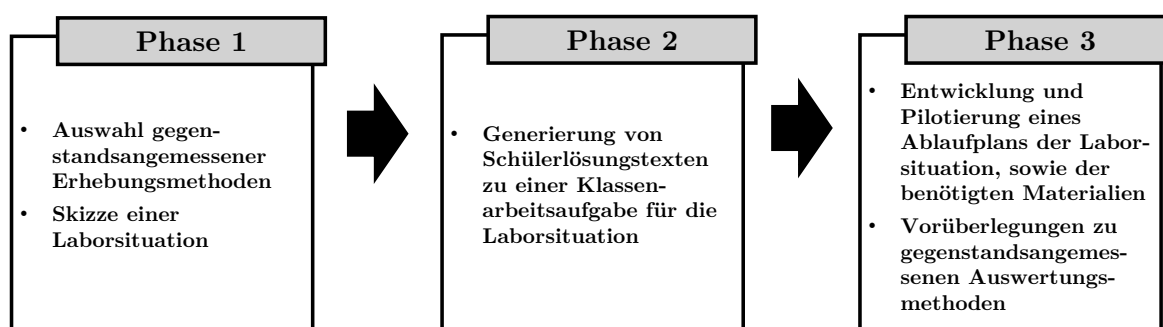 Phase 1
• Auswahl gegen-
standsangemessener
Erhebungsmethoden
• Skizze einer
Laborsituation
Phase 2
• Generierung von
Schülerlösungstexten
zu einer Klassen-
arbeitsaufgabe für die
Laborsituation
Phase 3
• Entwicklung und
Pilotierung eines
Ablaufplans der Labor-
situation, sowie der
benötigten Materialien
• Vorüberlegungen zu
gegenstandsangemes-
senen Auswertungs-
methoden